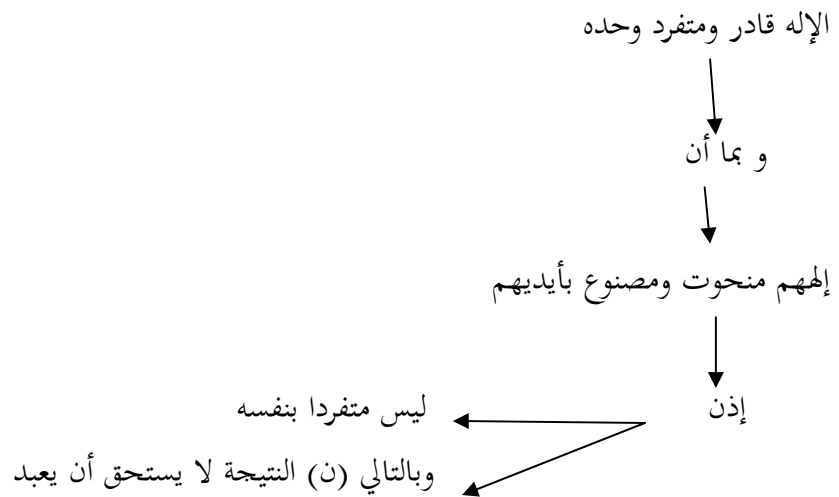 الإله قادر ومتفرد وحده
و بما أن
إلههم منحوت ومصنوع بأيديهم
إذن
ليس متفردا بنفسه
وبالتالي (ن) النتيجة لا يستحق أن يعبد